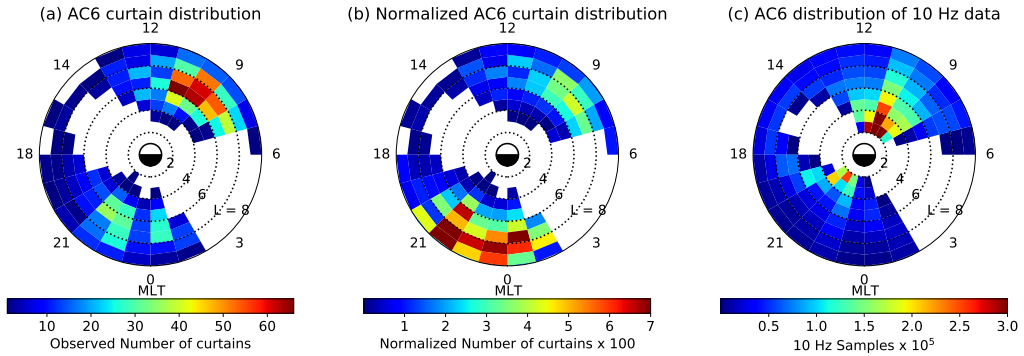 (a) AC6 curtain distribution
12
14
9
18
6
2
4
6
L = 8
21
3
0
MLT
10 20 30 40 50 60
Observed Number of curtains
(b) Normalized AC6 curtain distribution
12
14
9
18
6
2
4
6
L = 8
21
3
0
MLT
1 2 3 4 5 6 7
Normalized Number of curtains x 100
(c) AC6 distribution of 10 Hz data
12
14
9
18
6
2
4
6
L = 8
21
3
0
MLT
0.5 1.0 1.5 2.0 2.5 3.0
10 Hz Samples x 10⁵